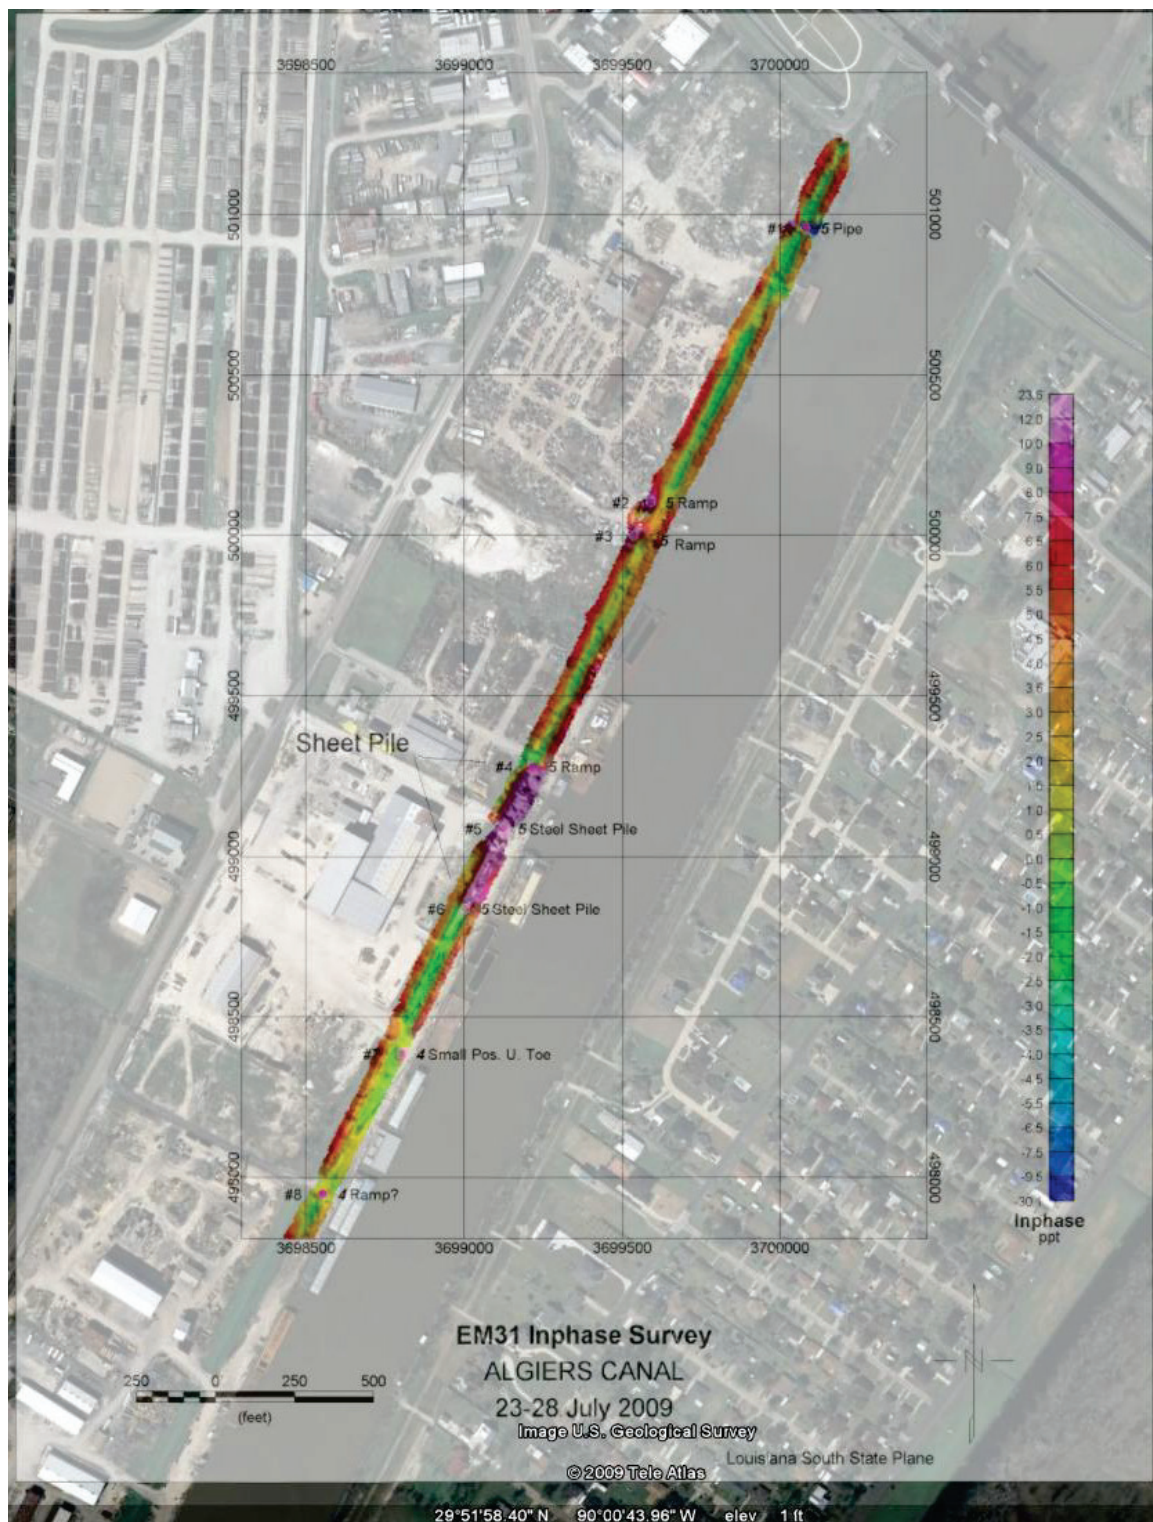 3698500 3699000 3699500 3700000
501000 501000
#1 #5 Pipe
500500 500500
#2 5 Ramp
500000 500000
#3 5 Ramp
499500 499500
Sheet Pile
#4 5 Ramp
#5 5 Steel Sheet Pile
499000 499000
#6 5 Steel Sheet Pile
498500 498500
#7 4 Small Pos. U. Toe
498000 498000
#8 4 Ramp?
3698500 3699000 3699500 3700000
23.5
12.0
10.0
9.0
8.0
7.5
6.5
6.0
5.5
5.0
4.5
4.0
3.5
3.0
2.5
2.0
1.5
1.0
0.5
0.0
-0.5
-1.0
-1.5
-2.0
-2.5
-3.0
-3.5
-4.0
-4.5
-5.5
-6.5
-7.5
-9.5
-30.1
Inphase
ppt
EM31 Inphase Survey
ALGIERS CANAL
23-28 July 2009
250 0 250 500
(feet)
N
Image U.S. Geological Survey
Louisiana South State Plane
© 2009 Tele Atlas
29°51'58.40" N 90°00'43.96" W elev 1 ft